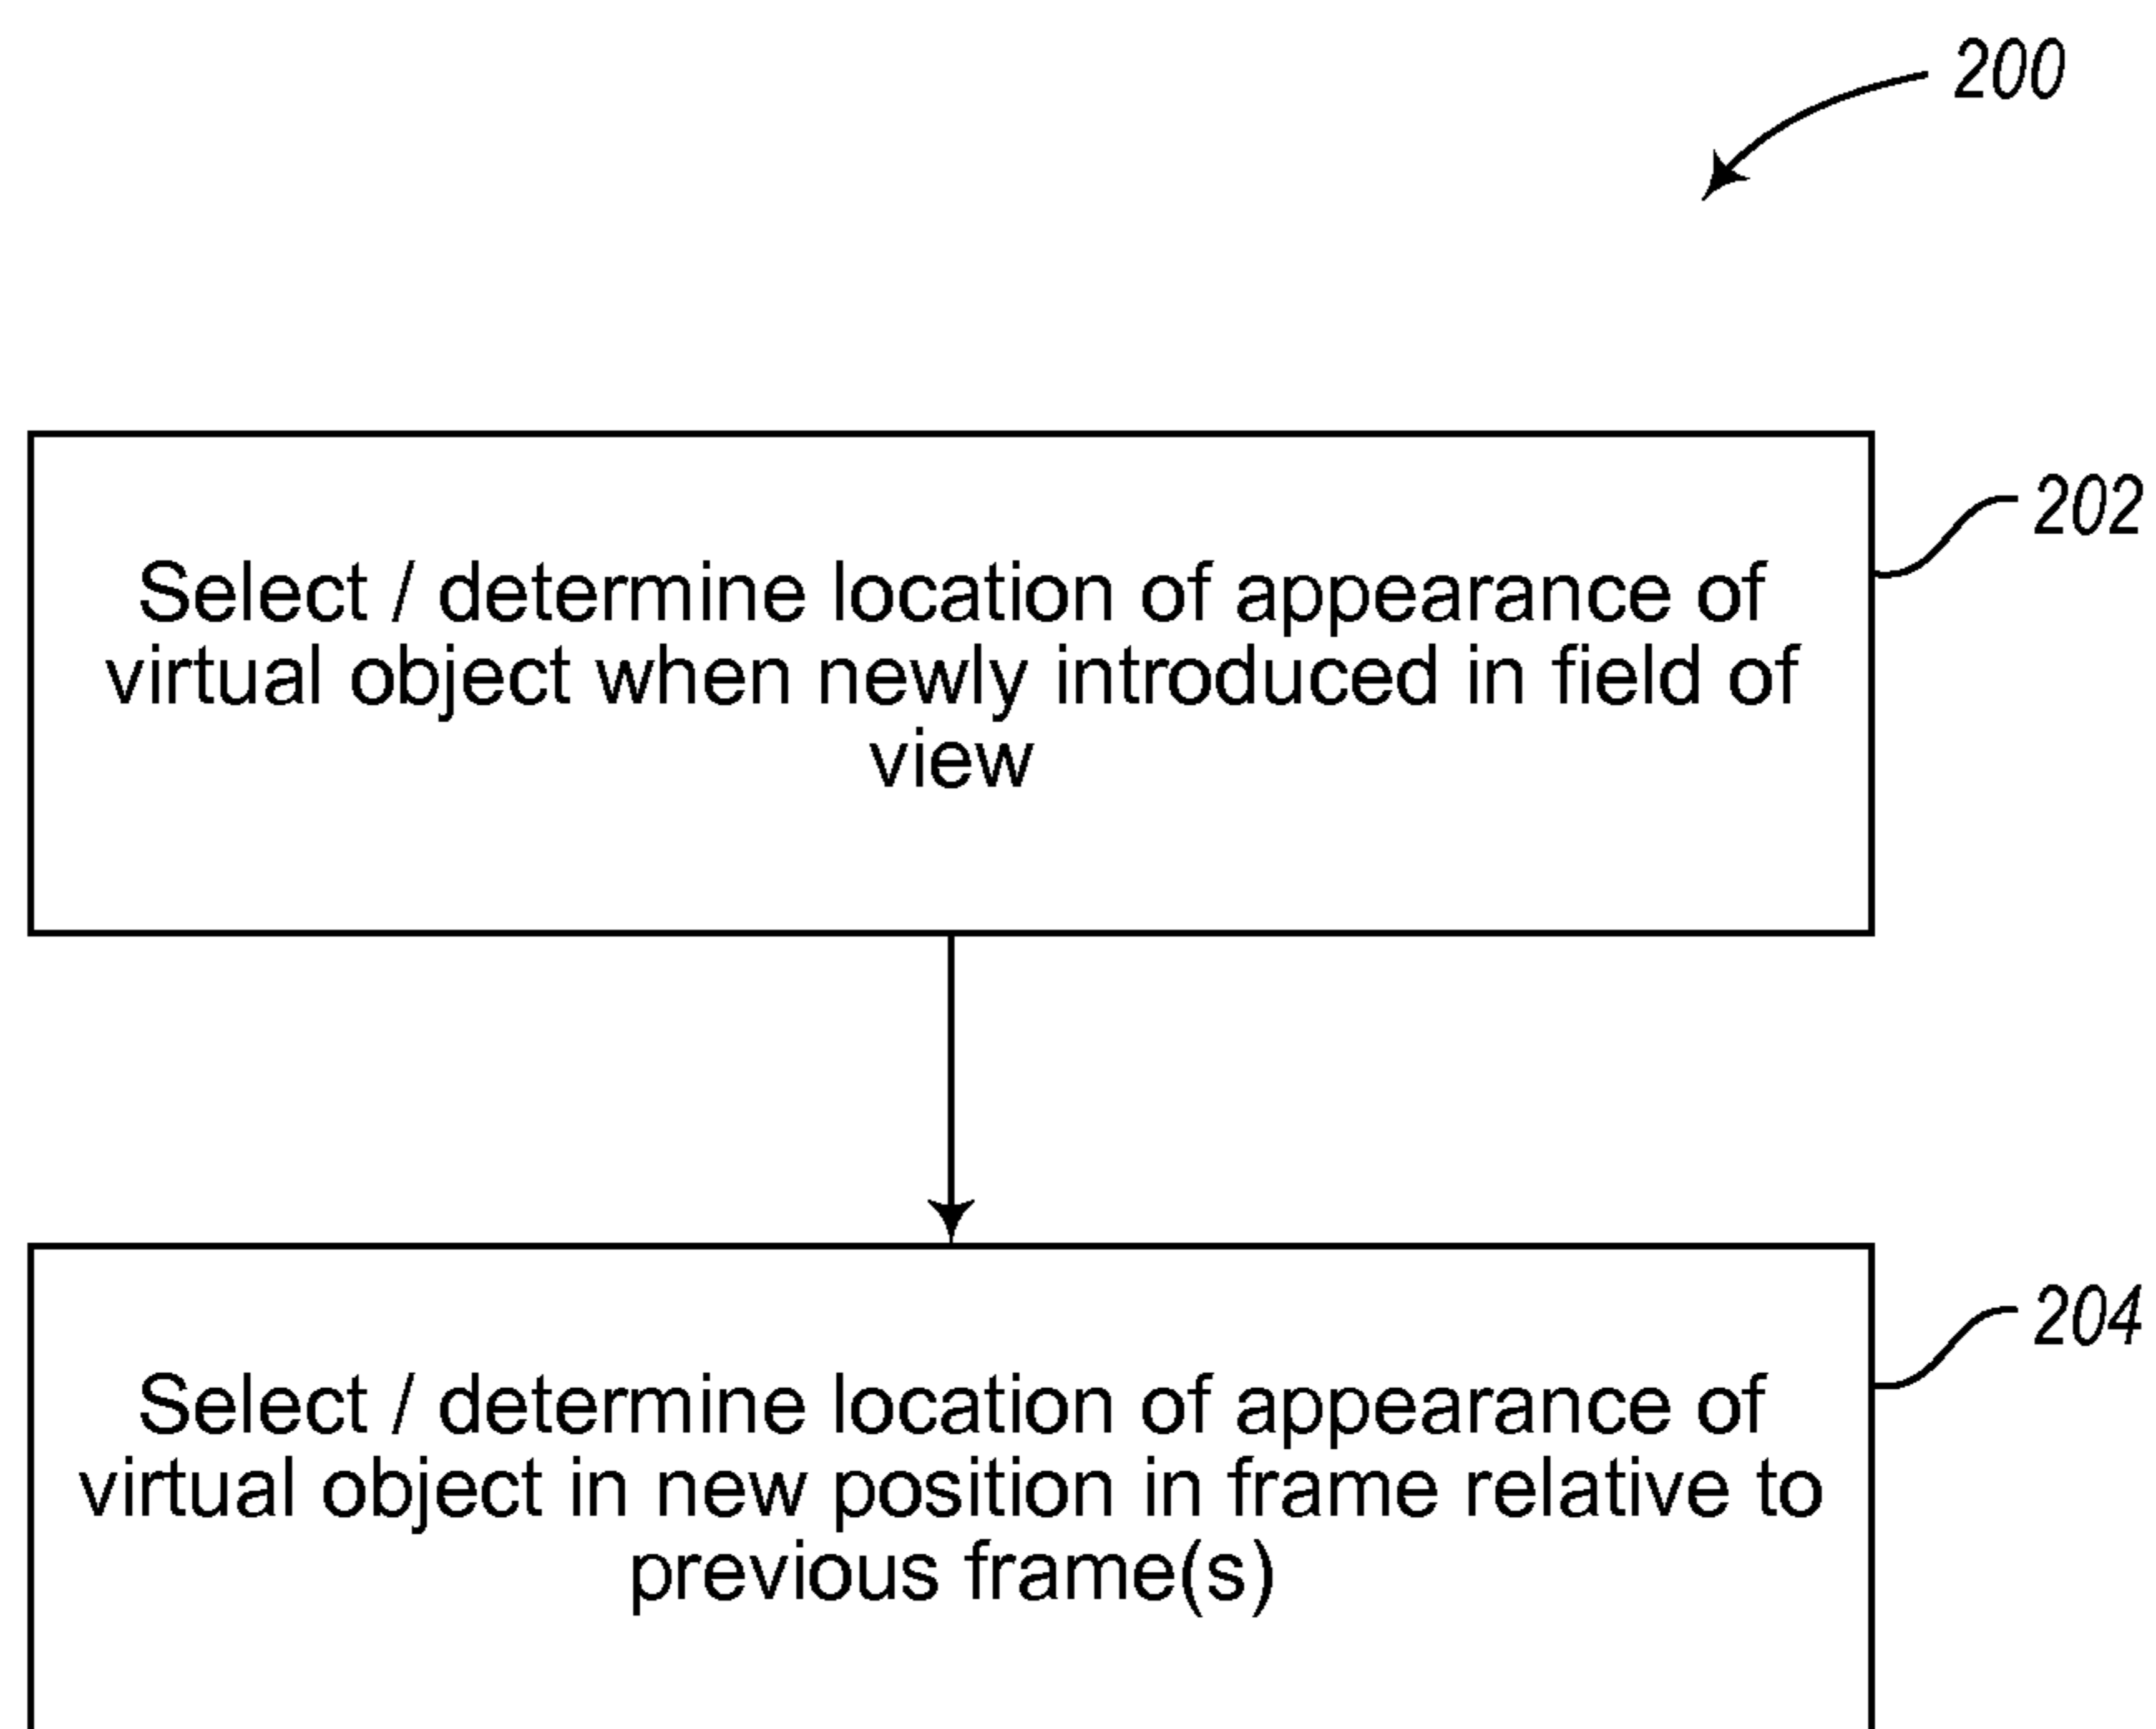 200
202
Select / determine location of appearance of
virtual object when newly introduced in field of
view
204
Select / determine location of appearance of
virtual object in new position in frame relative to
previous frame(s)